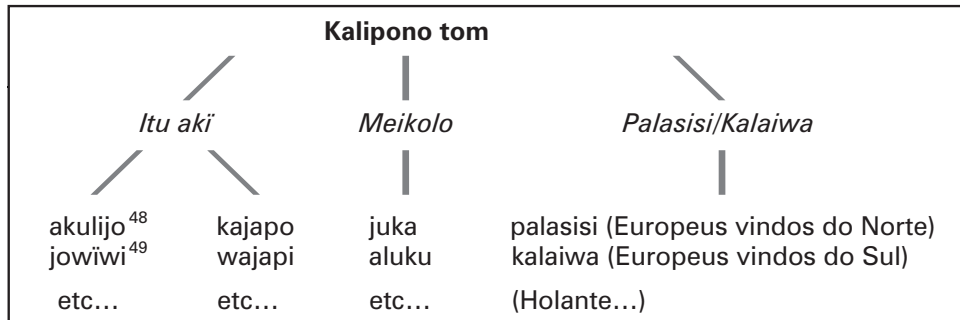 Kalipono tom
Itu akï Meikolo Palasisi/Kalaiwa
akulijo48 kajapo juka palasisi (Europeus vindos do Norte)
jowïwi49 wajapi aluku kalaiwa (Europeus vindos do Sul)
etc… etc… etc… (Holante…)